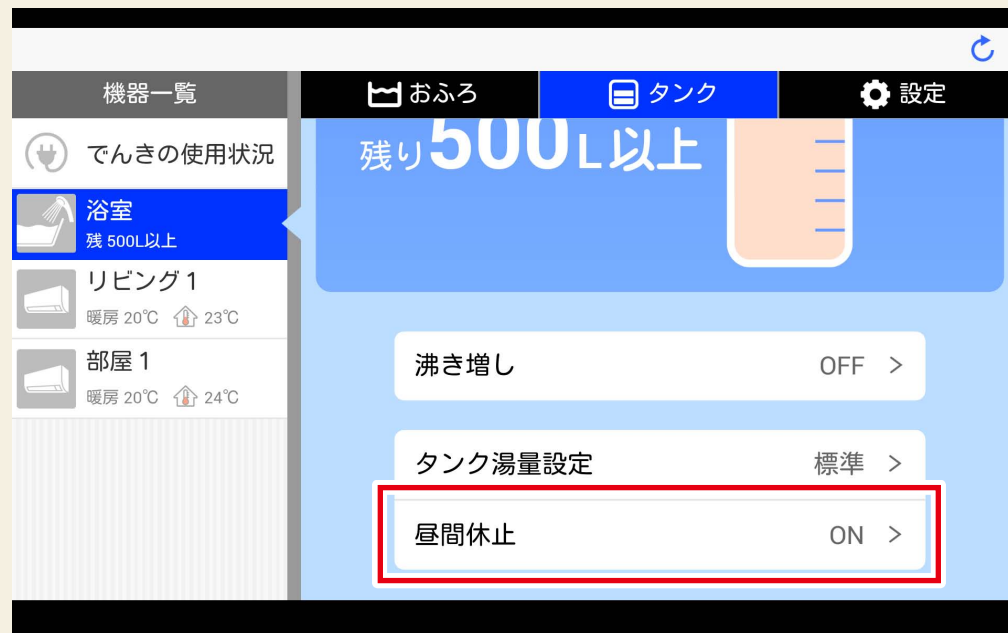 機器一覧
おふろ
タンク
設定
でんきの使用状況
浴室
残 500L以上
リビング1
暖房 20℃ 23℃
部屋1
暖房 20℃ 24℃
残り500L以上
沸き増し OFF >
タンク湯量設定 標準 >
昼間休止 ON >